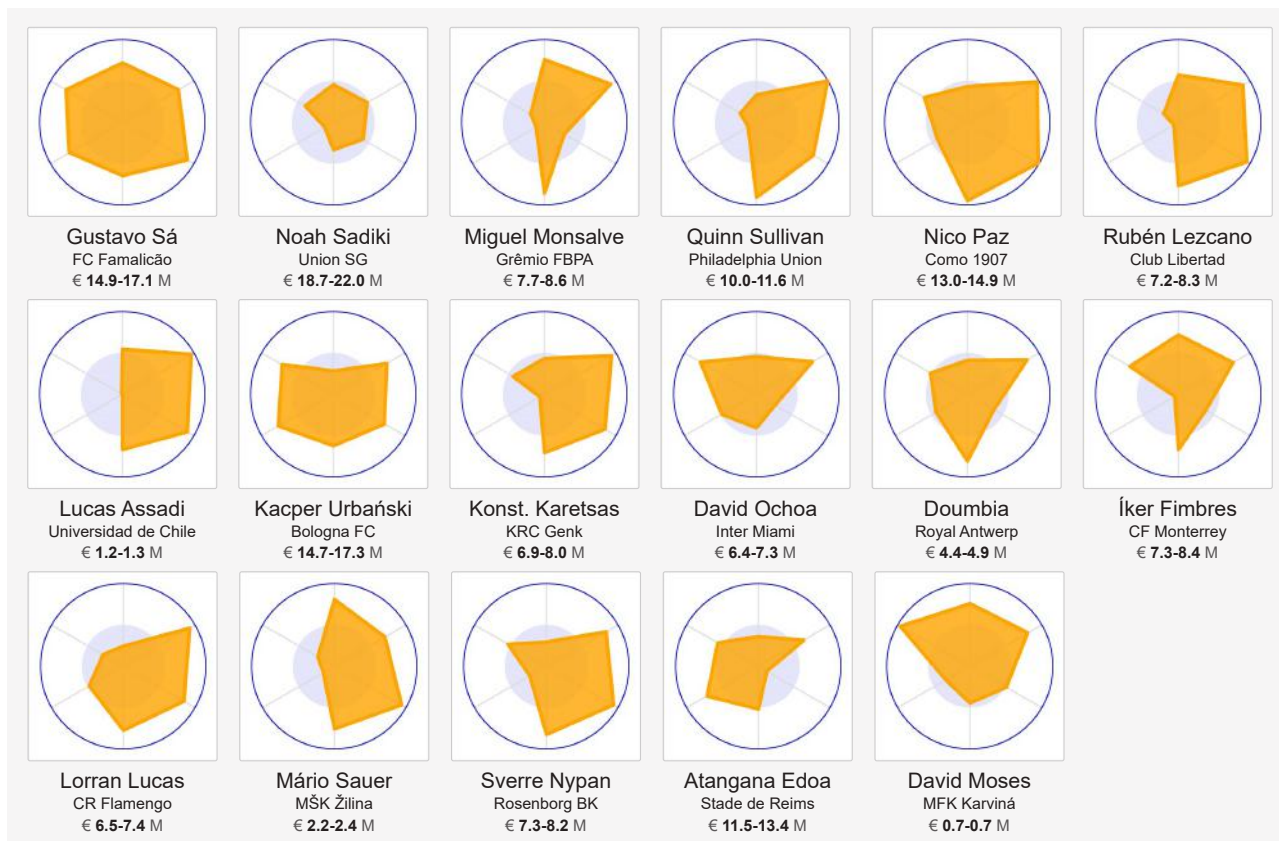 Gustavo Sá
FC Famalicão
€ 14.9-17.1 M
Noah Sadiki
Union SG
€ 18.7-22.0 M
Miguel Monsalve
Grêmio FBPA
€ 7.7-8.6 M
Quinn Sullivan
Philadelphia Union
€ 10.0-11.6 M
Nico Paz
Como 1907
€ 13.0-14.9 M
Rubén Lezcano
Club Libertad
€ 7.2-8.3 M
Lucas Assadi
Universidad de Chile
€ 1.2-1.3 M
Kacper Urbański
Bologna FC
€ 14.7-17.3 M
Konst. Karetsas
KRC Genk
€ 6.9-8.0 M
David Ochoa
Inter Miami
€ 6.4-7.3 M
Doumbia
Royal Antwerp
€ 4.4-4.9 M
Íker Fimbres
CF Monterrey
€ 7.3-8.4 M
Lorran Lucas
CR Flamengo
€ 6.5-7.4 M
Mário Sauer
MŠK Žilina
€ 2.2-2.4 M
Sverre Nypan
Rosenborg BK
€ 7.3-8.2 M
Atangana Edoa
Stade de Reims
€ 11.5-13.4 M
David Moses
MFK Karviná
€ 0.7-0.7 M